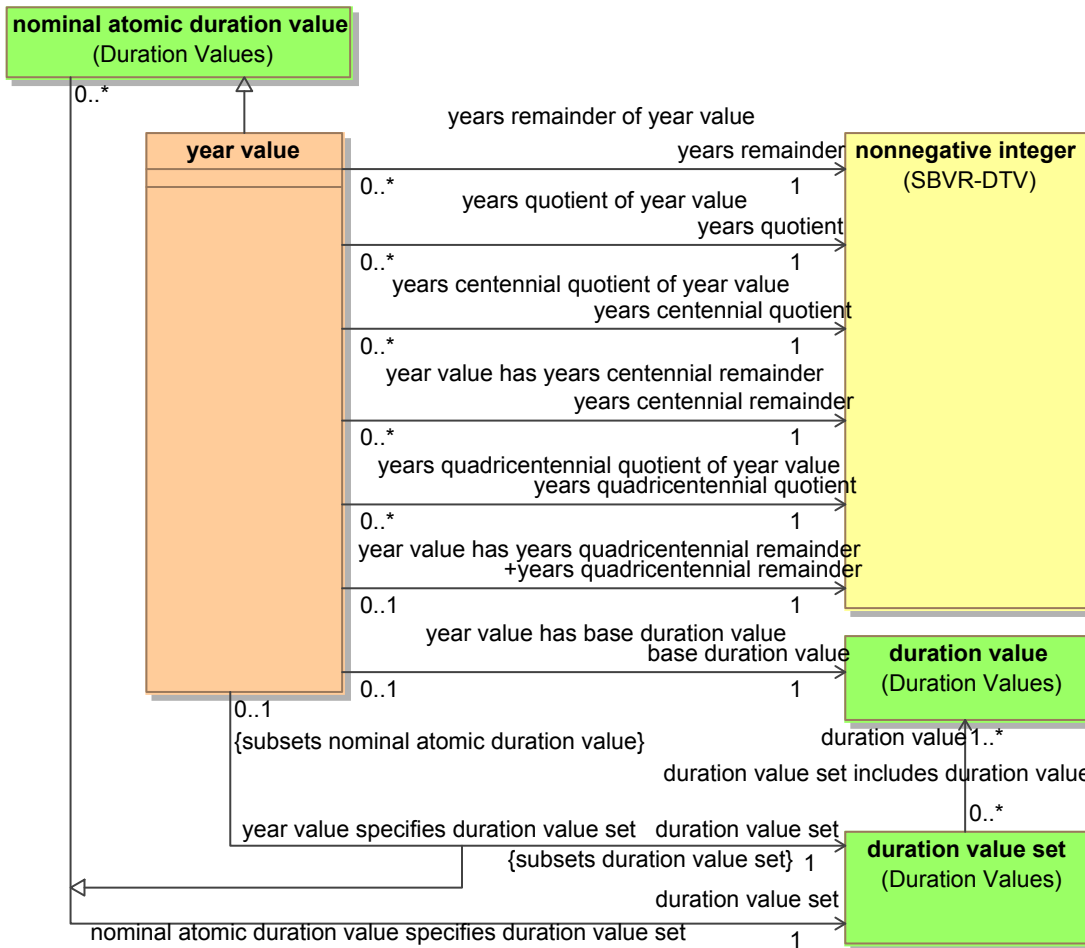 nominal atomic duration value
(Duration Values)
0..*
years remainder of year value
year value
years remainder
nonnegative integer
(SBVR-DTV)
0..*
1
years quotient of year value
years quotient
0..*
1
years centennial quotient of year value
years centennial quotient
0..*
1
year value has years centennial remainder
years centennial remainder
0..*
1
years quadricentennial quotient of year value
years quadricentennial quotient
0..*
1
year value has years quadricentennial remainder
+years quadricentennial remainder
0..1
1
year value has base duration value
base duration value
duration value
(Duration Values)
0..1
1
0..1
{subsets nominal atomic duration value}
duration value
1..*
duration value set includes duration value
0..*
year value specifies duration value set
duration value set
{subsets duration value set}
1
duration value set
(Duration Values)
duration value set
nominal atomic duration value specifies duration value set
1